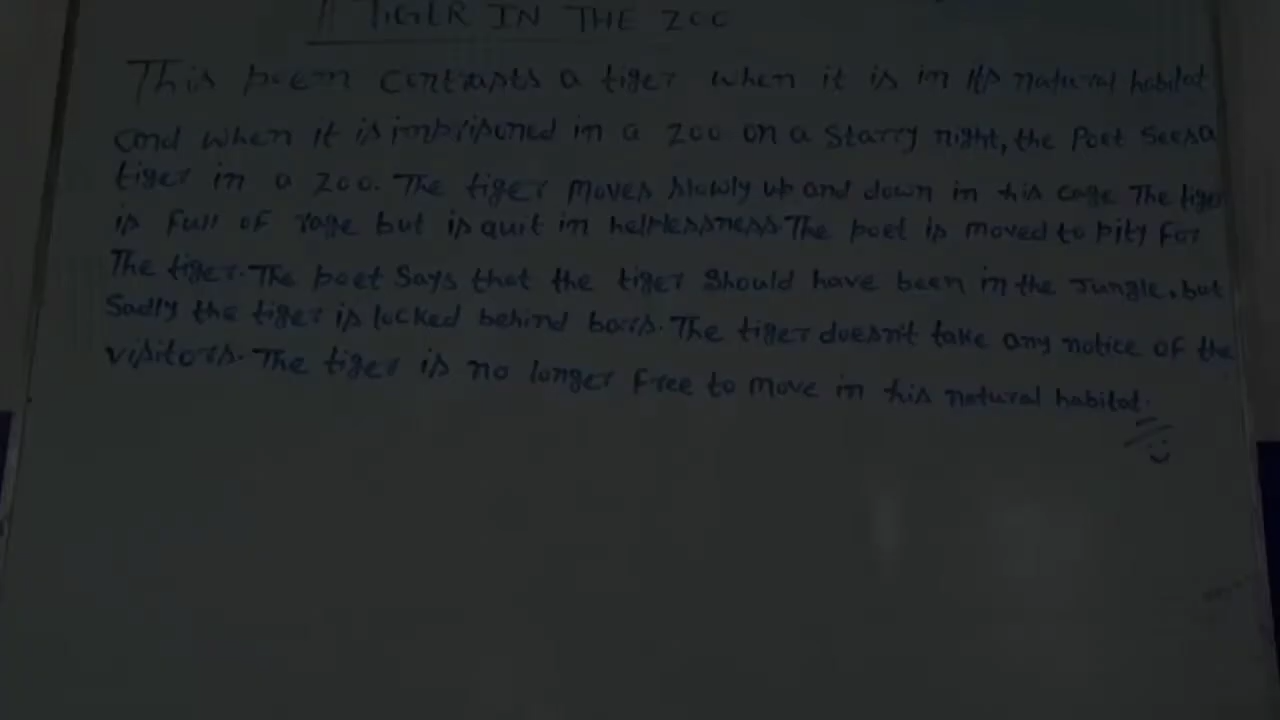 A TIGER IN THE ZOO
This poem contrasts a tiger when it is in its natural habitat
and when it is imprisoned in a zoo on a starry night, the Poet sees a
tiger in a zoo. The tiger moves slowly up and down in his cage The tiger
is full of rage but is quit in helplessness. The poet is moved to pity for
The tiger. The poet says that the tiger should have been in the Jungle, but
Sadly the tiger is locked behind bars. The tiger doesn't take any notice of the
visitors. The tiger is no longer free to move in his natural habitat.